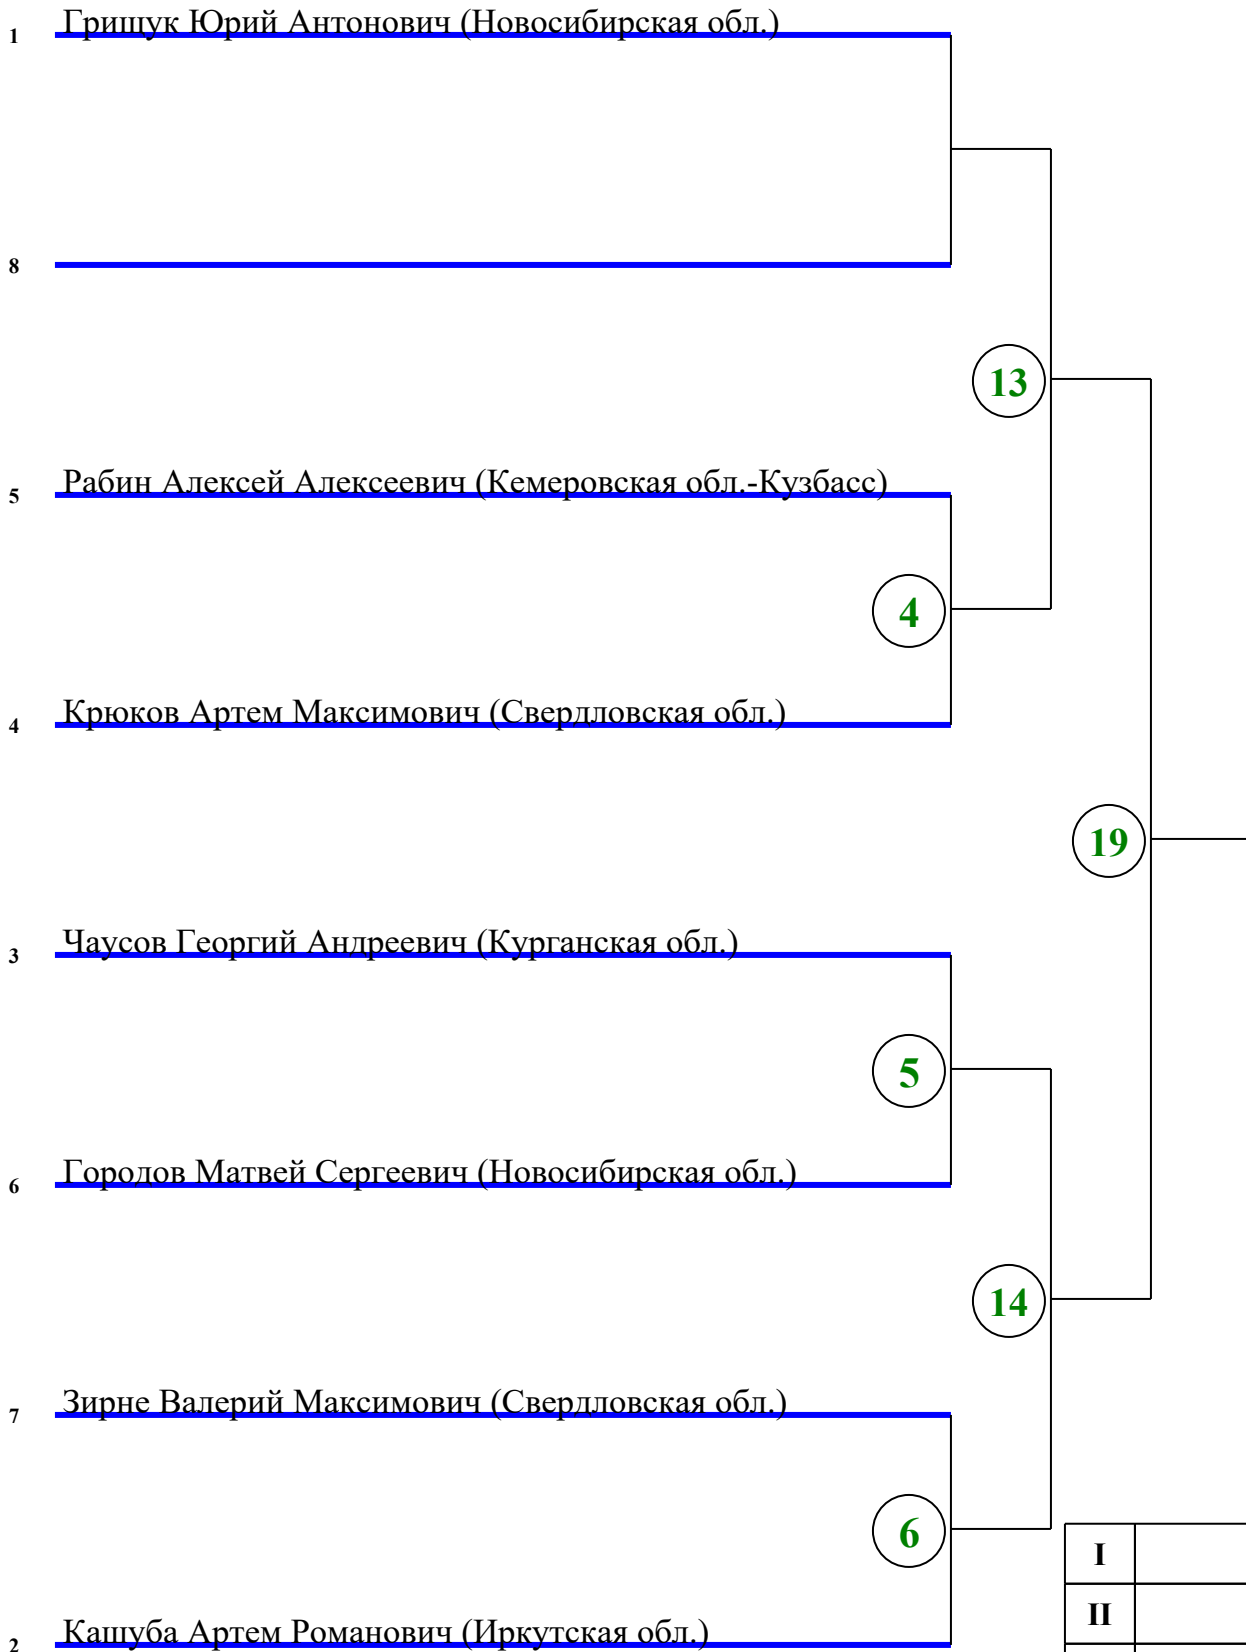 1 Грищук Юрий Антонович (Новосибирская обл.)
8
13
5 Рабин Алексей Алексеевич (Кемеровская обл.-Кузбасс)
4
4 Крюков Артем Максимович (Свердловская обл.)
19
3 Чаусов Георгий Андреевич (Курганская обл.)
5
6 Городов Матвей Сергеевич (Новосибирская обл.)
14
7 Зирне Валерий Максимович (Свердловская обл.)
6
I
II
2 Кашуба Артем Романович (Иркутская обл.)